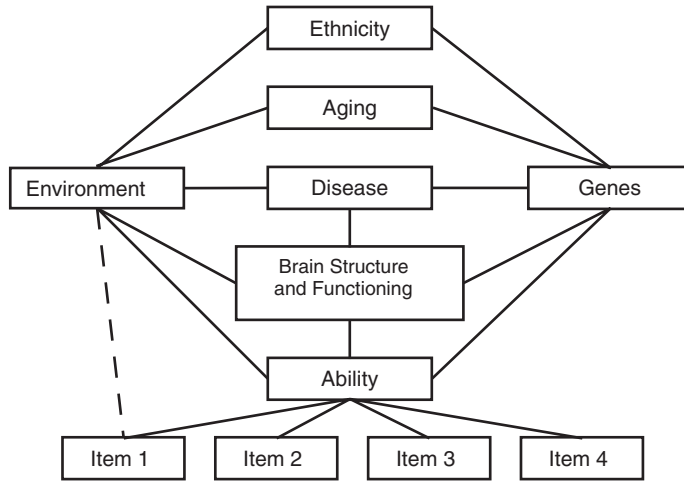 Ethnicity
Aging
Environment
Disease
Genes
Brain Structure
and Functioning
Ability
Item 1
Item 2
Item 3
Item 4